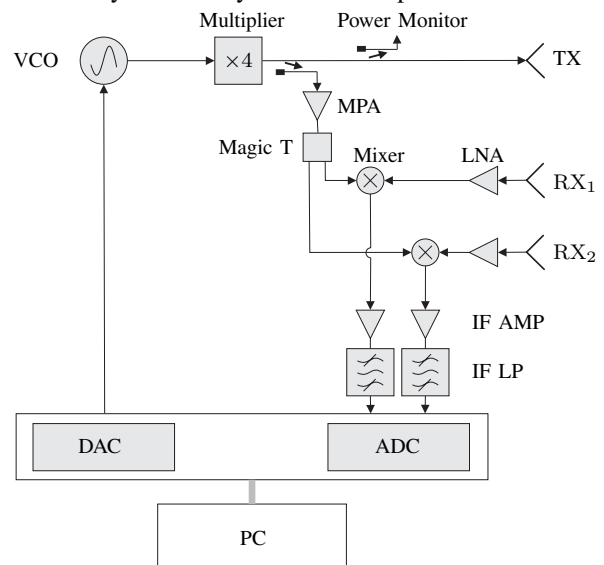 Multiplier
Power Monitor
VCO
×4
TX
MPA
Magic T
Mixer
LNA
RX₁
RX₂
IF AMP
IF LP
DAC
ADC
PC